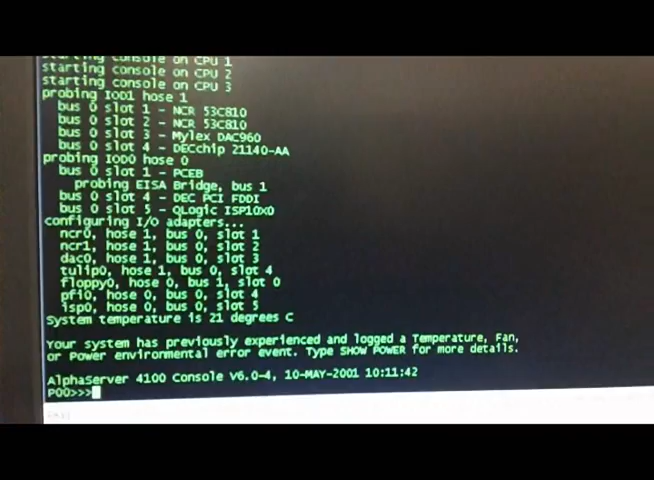 starting console on CPU 1
starting console on CPU 2
starting console on CPU 3
probing IOD1 hose 1
bus 0 slot 1 - NCR 53C810
bus 0 slot 2 - NCR 53C810
bus 0 slot 3 - Mylex DAC960
bus 0 slot 4 - DECchip 21140-AA
probing IOD0 hose 0
bus 0 slot 1 - PCEB
probing EISA Bridge, bus 1
bus 0 slot 4 - DEC PCI FDDI
bus 0 slot 5 - QLogic ISP10x0
configuring I/O adapters...
ncr0, hose 1, bus 0, slot 1
ncr1, hose 1, bus 0, slot 2
dac0, hose 1, bus 0, slot 3
tulip0, hose 1, bus 0, slot 4
floppy0, hose 0, bus 1, slot 0
pfi0, hose 0, bus 0, slot 4
isp0, hose 0, bus 0, slot 5
System temperature is 21 degrees C
Your system has previously experienced and logged a Temperature, Fan,
or Power environmental error event. Type SHOW POWER for more details.
AlphaServer 4100 Console V6.0-4, 10-MAY-2001 10:11:42
P00>>>